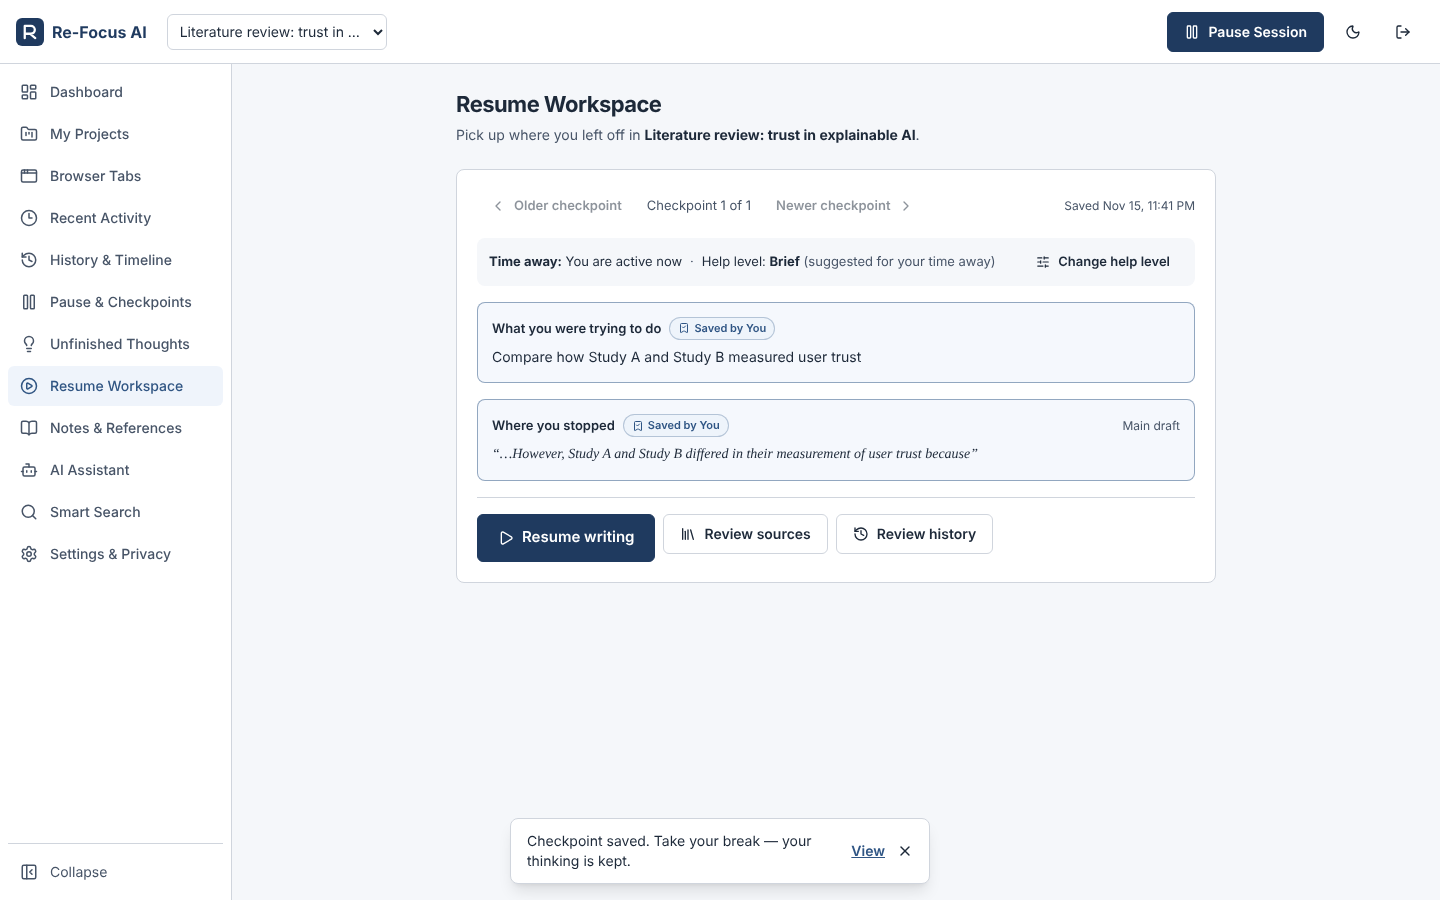 Re-Focus AI
Literature review: trust in ...
Pause Session
Dashboard
My Projects
Browser Tabs
Recent Activity
History & Timeline
Pause & Checkpoints
Unfinished Thoughts
Resume Workspace
Notes & References
AI Assistant
Smart Search
Settings & Privacy
Collapse
Resume Workspace
Pick up where you left off in Literature review: trust in explainable AI.
Older checkpoint Checkpoint 1 of 1 Newer checkpoint Saved Nov 15, 11:41 PM
Time away: You are active now · Help level: Brief (suggested for your time away) Change help level
What you were trying to do Saved by You
Compare how Study A and Study B measured user trust
Where you stopped Saved by You Main draft
“…However, Study A and Study B differed in their measurement of user trust because”
Resume writing Review sources Review history
Checkpoint saved. Take your break — your
thinking is kept.
View